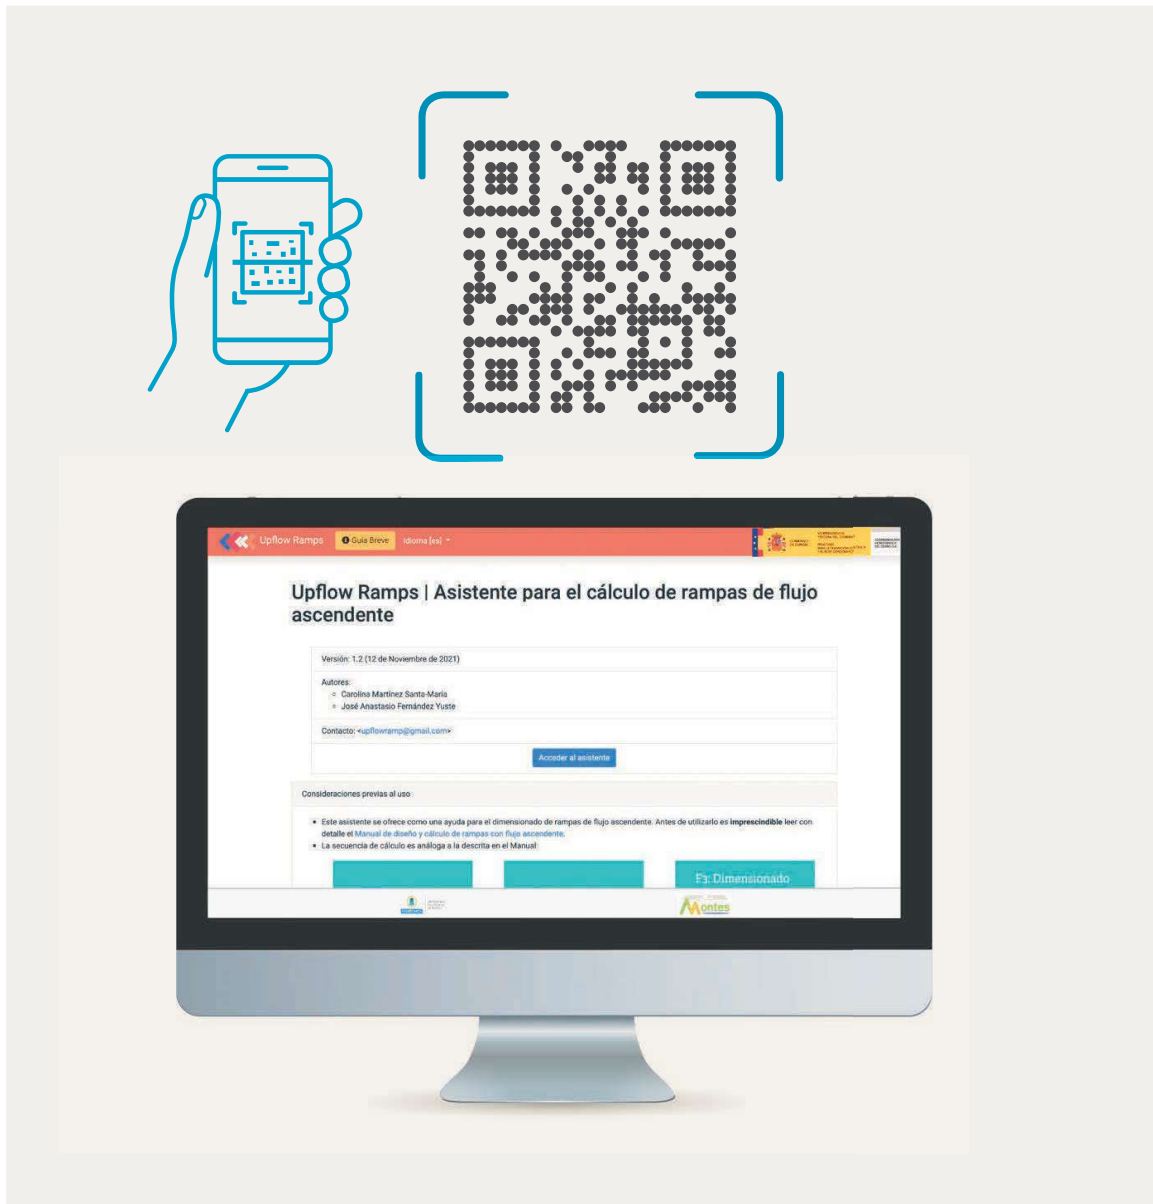 Upflow Ramps
Guía Breve
Idioma [es]
GOBIERNO
DE ESPAÑA
Upflow Ramps | Asistente para el cálculo de rampas de flujo
ascendente
Versión: 1.2 (12 de Noviembre de 2021)
Autores:
Carolina Martínez Santa-María
José Anastasio Fernández Yuste
Contacto: <upflowramp@gmail.com>
Acceder al asistente
Consideraciones previas al uso
Este asistente se ofrece como una ayuda para el dimensionado de rampas de flujo ascendente. Antes de utilizarlo es imprescindible leer con
detalle el Manual de diseño y cálculo de rampas con flujo ascendente.
La secuencia de cálculo es análoga a la descrita en el Manual:
F3: Dimensionado
Montes